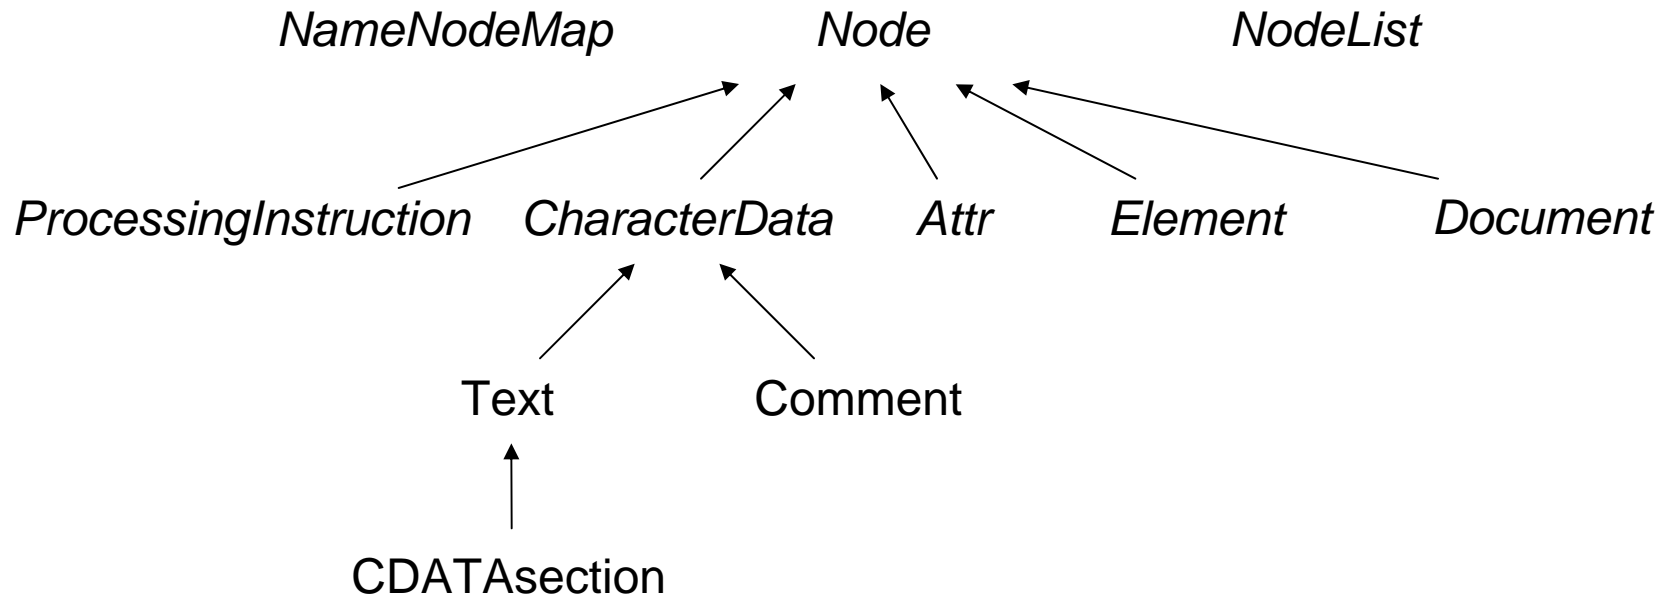 NameNodeMap Node NodeList
ProcessingInstruction CharacterData Attr Element Document
Text Comment
CDATAsection